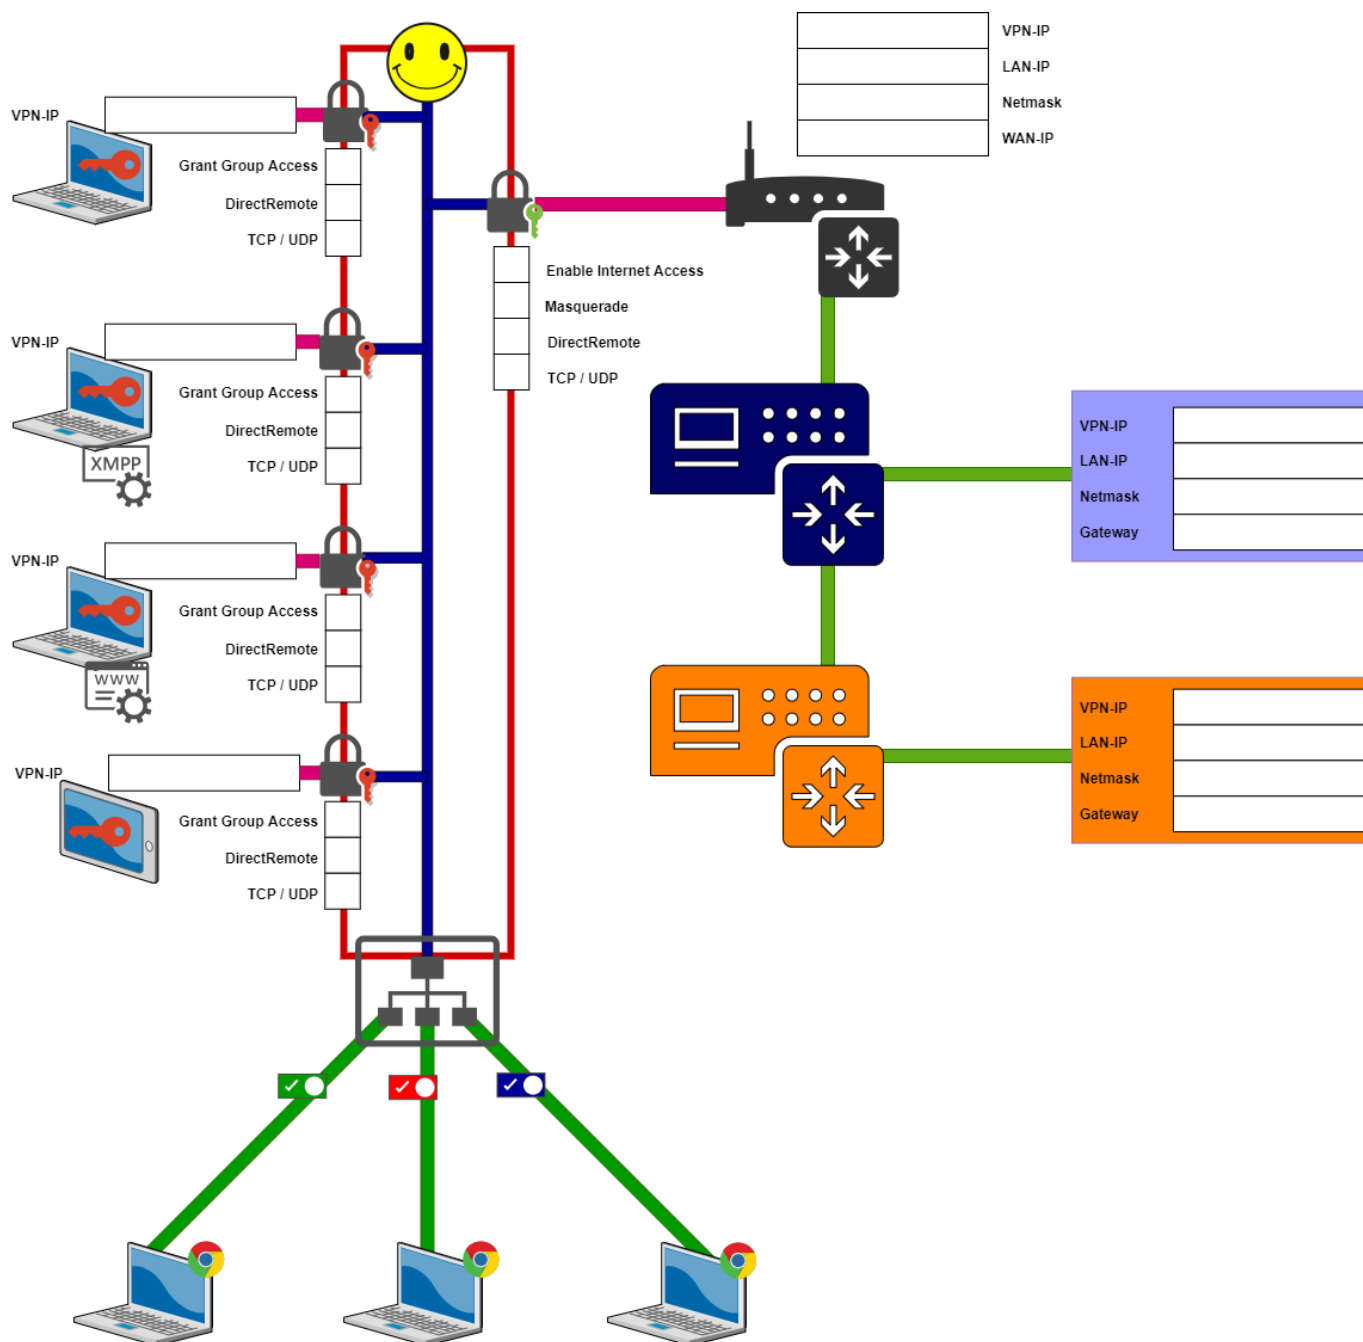 VPN-IP
LAN-IP
Netmask
WAN-IP
VPN-IP
Grant Group Access
DirectRemote
TCP / UDP
Enable Internet Access
Masquerade
DirectRemote
TCP / UDP
VPN-IP
Grant Group Access
DirectRemote
TCP / UDP
XMPP
VPN-IP
LAN-IP
Netmask
Gateway
VPN-IP
Grant Group Access
DirectRemote
TCP / UDP
WWW
VPN-IP
LAN-IP
Netmask
Gateway
VPN-IP
Grant Group Access
DirectRemote
TCP / UDP